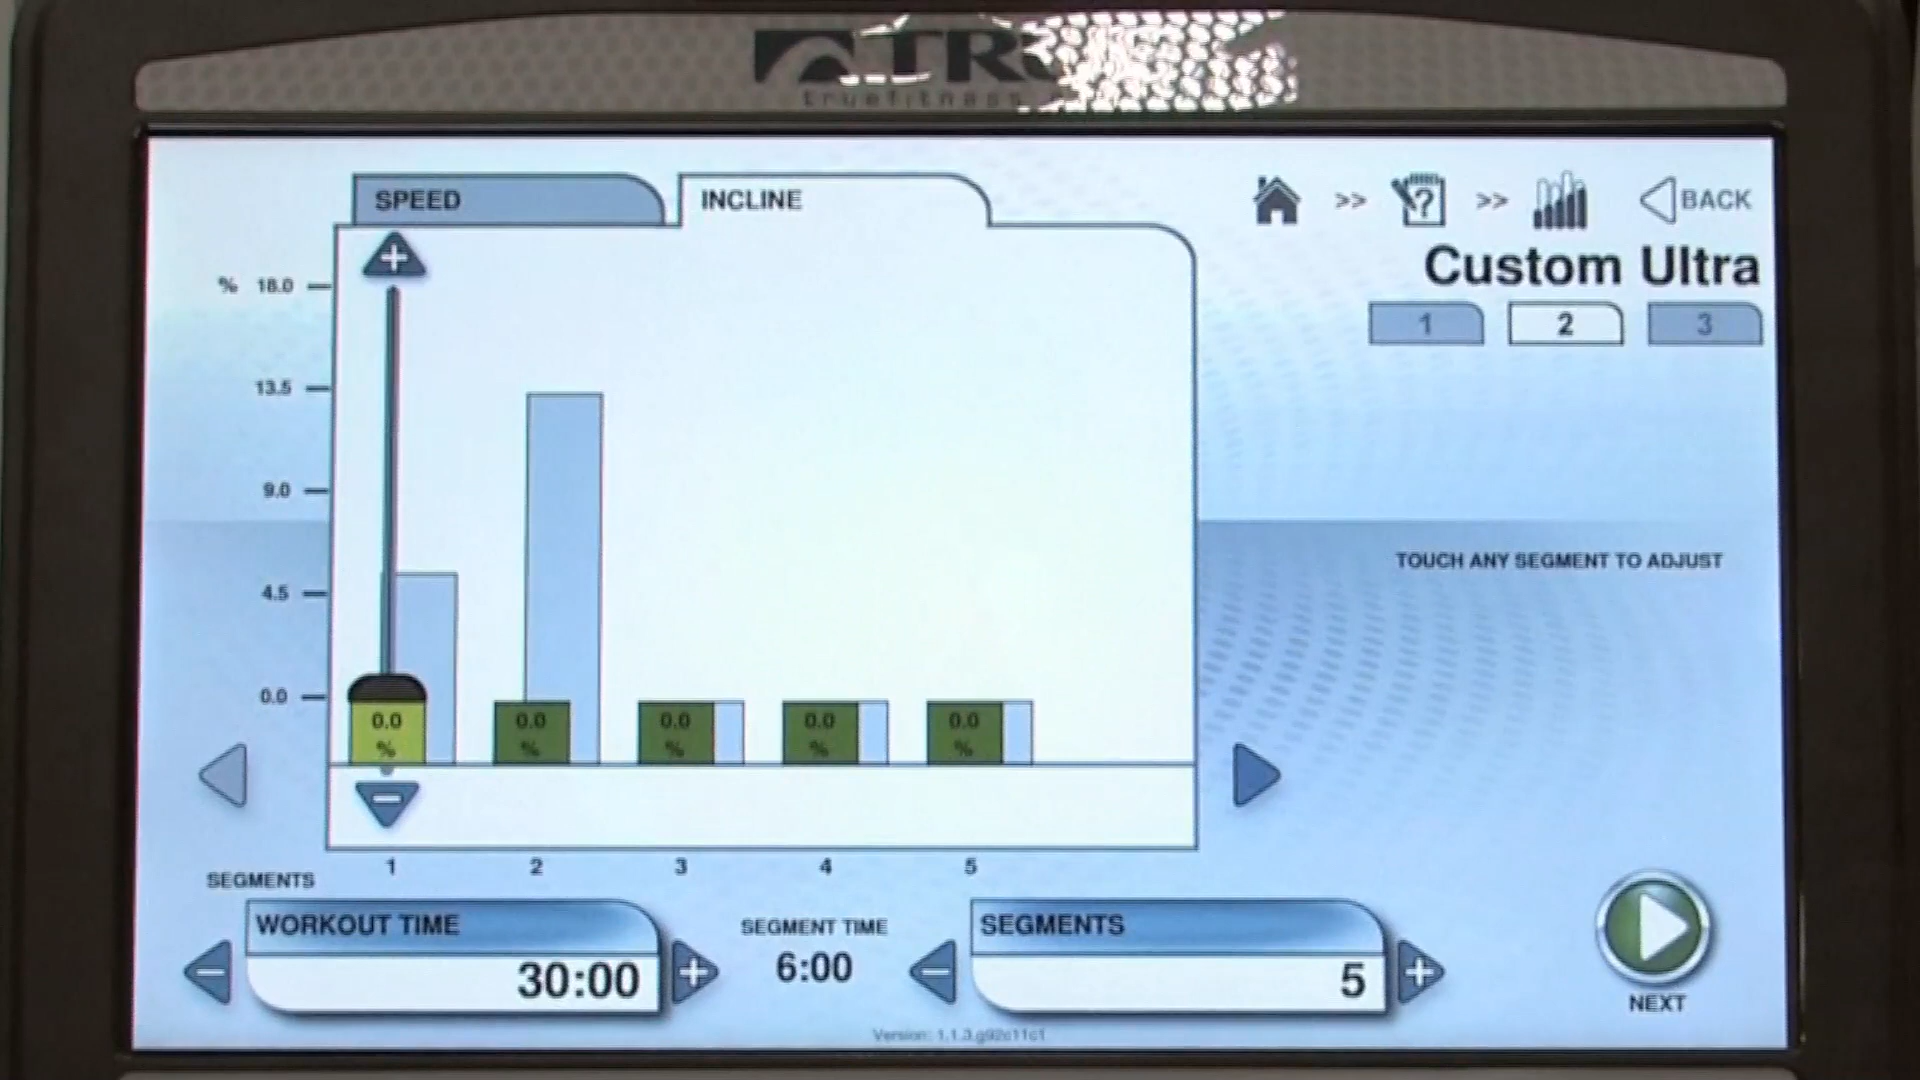 truefitness
SPEED
INCLINE
>>
>>
BACK
Custom Ultra
1 2 3
% 18.0
13.5
9.0
4.5
0.0
+
0.0 %
0.0 %
0.0 %
0.0 %
0.0 %
−
TOUCH ANY SEGMENT TO ADJUST
1 2 3 4 5
SEGMENTS
WORKOUT TIME
− 30:00 +
SEGMENT TIME
6:00
SEGMENTS
− 5 +
NEXT